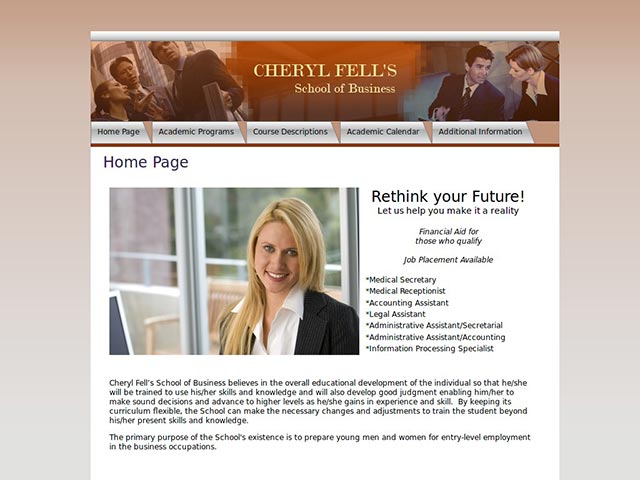 CHERYL FELL'S
School of Business
Home Page
Academic Programs
Course Descriptions
Academic Calendar
Additional Information
Home Page
Rethink your Future!
Let us help you make it a reality
Financial Aid for
those who qualify
Job Placement Available
*Medical Secretary
*Medical Receptionist
*Accounting Assistant
*Legal Assistant
*Administrative Assistant/Secretarial
*Administrative Assistant/Accounting
*Information Processing Specialist
Cheryl Fell's School of Business believes in the overall educational development of the individual so that he/she
will be trained to use his/her skills and knowledge and will also develop good judgment enabling him/her to
make sound decisions and advance to higher levels as he/she gains in experience and skill.  By keeping its
curriculum flexible, the School can make the necessary changes and adjustments to train the student beyond
his/her present skills and knowledge.
The primary purpose of the School's existence is to prepare young men and women for entry-level employment
in the business occupations.